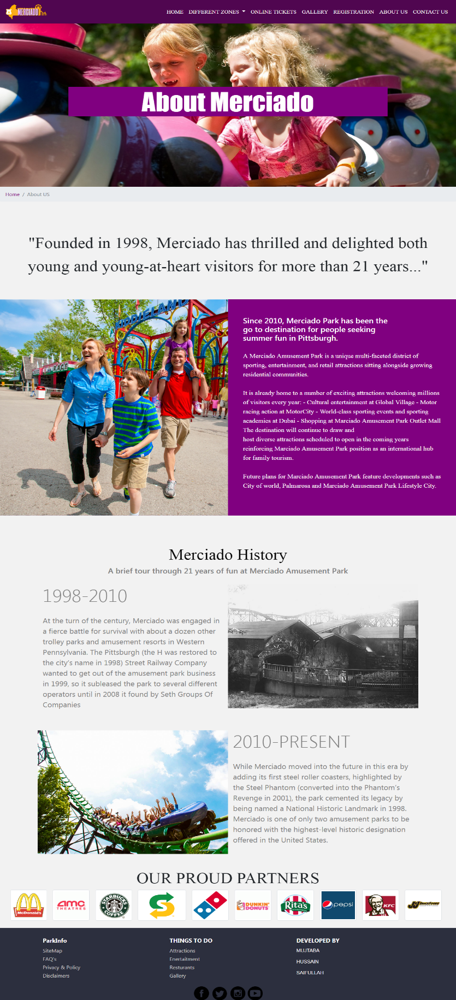 MERCIADO
HOME DIFFERENT ZONES ONLINE TICKETS GALLERY REGISTRATION ABOUT US CONTACT US
About Merciado
Home / About US
"Founded in 1998, Merciado has thrilled and delighted both
young and young-at-heart visitors for more than 21 years..."
KIDDIELAND
Since 2010, Merciado Park has been the
go to destination for people seeking
summer fun in Pittsburgh.
A Merciado Amusement Park is a unique multi-faceted district of
sporting, entertainment, and retail attractions sitting alongside growing
residential communities.
It is already home to a number of exciting attractions welcoming millions
of visitors every year: - Cultural entertainment at Global Village - Motor
racing action at MotorCity - World-class sporting events and sporting
academies at Dubai - Shopping at Marciado Amusement Park Outlet Mall
The destination will continue to draw and
host diverse attractions scheduled to open in the coming years
reinforcing Marciado Amusement Park position as an international hub
for family tourism.
Future plans for Marciado Amusement Park feature developments such as
City of world, Palmarosa and Marciado Amusement Park Lifestyle City.
Merciado History
A brief tour through 21 years of fun at Merciado Amusement Park
1998-2010
At the turn of the century, Merciado was engaged in
a fierce battle for survival with about a dozen other
trolley parks and amusement resorts in Western
Pennsylvania. The Pittsburgh (the H was restored to
the city's name in 1998) Street Railway Company
wanted to get out of the amusement park business
in 1999, so it subleased the park to several different
operators until in 2008 it found by Seth Groups Of
Companies
2010-PRESENT
While Merciado moved into the future in this era by
adding its first steel roller coasters, highlighted by
the Steel Phantom (converted into the Phantom's
Revenge in 2001), the park cemented its legacy by
being named a National Historic Landmark in 1998.
Merciado is one of only two amusement parks to be
honored with the highest-level historic designation
offered in the United States.
OUR PROUD PARTNERS
McDonald's
amc THEATRES
STARBUCKS COFFEE
DUNKIN' DONUTS
Rita's
pepsi
KFC
J&J SNACK FOODS
ParkInfo THINGS TO DO DEVELOPED BY
SiteMap Attractions MUJTABA
FAQ's Enertaitment HUSSAIN
Privacy & Policy Resturants SAIFULLAH
Disclaimers Gallery